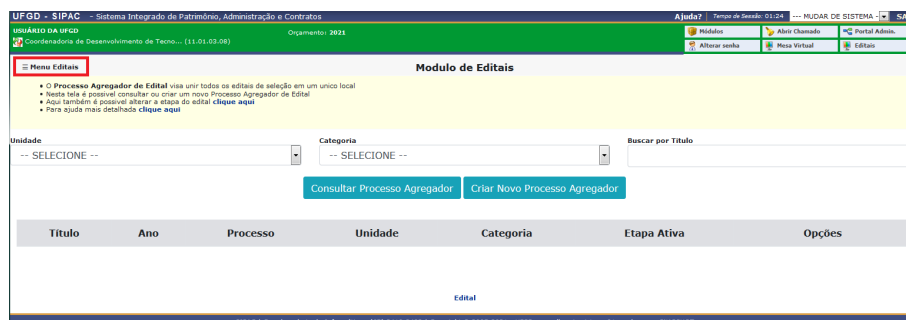 UFGD - SIPAC - Sistema Integrado de Patrimônio, Administração e Contratos
Ajuda? Tempo de Sessão: 01:24 --- MUDAR DE SISTEMA - SA
USUÁRIO DA UFGD Orçamento: 2021 Módulos Abrir Chamado Portal Admin.
Coordenadoria de Desenvolvimento de Tecno... (11.01.03.08) Alterar senha Mesa Virtual Editais
☰ Menu Editais Modulo de Editais
• O Processo Agregador de Edital visa unir todos os editais de seleção em um unico local
• Nesta tela é possivel consultar ou criar um novo Processo Agregador de Edital
• Aqui também é possivel alterar a etapa do edital clique aqui
• Para ajuda mais detalhada clique aqui
Unidade Categoria Buscar por Titulo
-- SELECIONE -- -- SELECIONE --
Consultar Processo Agregador Criar Novo Processo Agregador
Título Ano Processo Unidade Categoria Etapa Ativa Opções
Edital